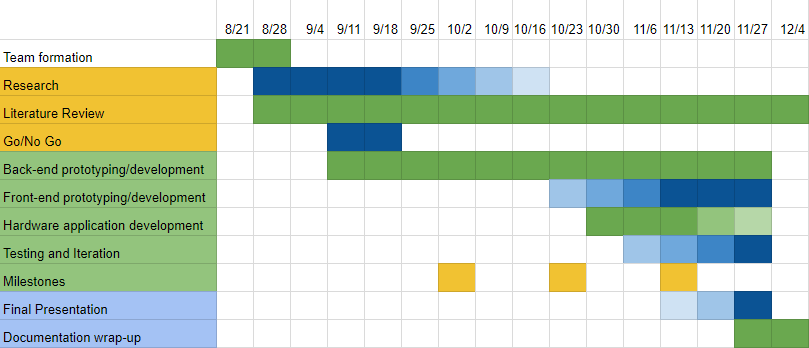 8/21 8/28 9/4 9/11 9/18 9/25 10/2 10/9 10/16 10/23 10/30 11/6 11/13 11/20 11/27 12/4
Team formation
Research
Literature Review
Go/No Go
Back-end prototyping/development
Front-end prototyping/development
Hardware application development
Testing and Iteration
Milestones
Final Presentation
Documentation wrap-up